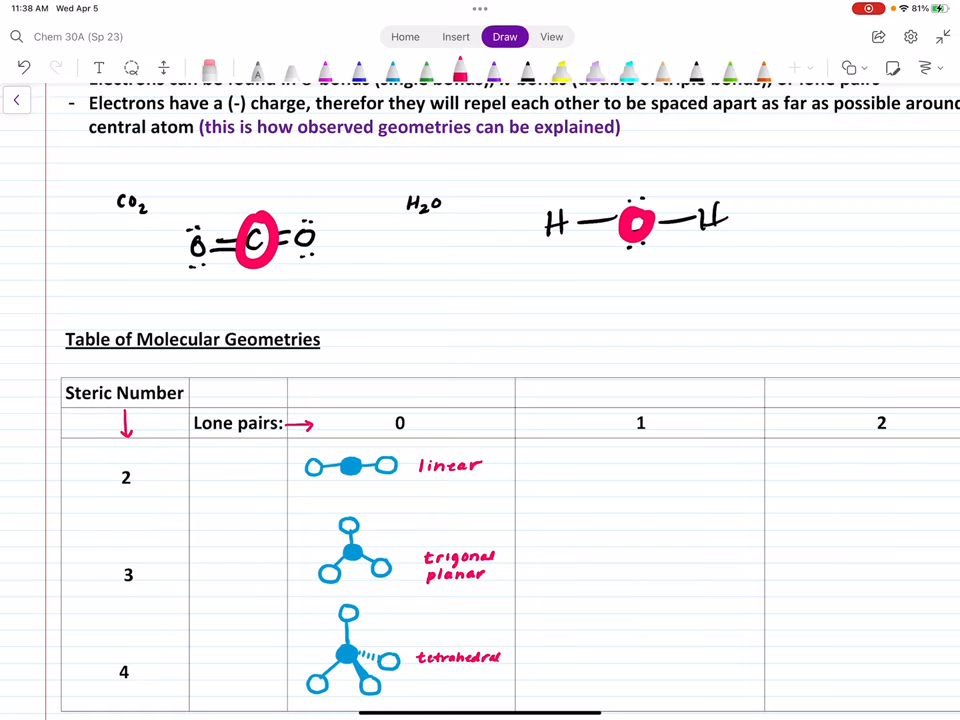 11:38 AM Wed Apr 5
81%
Chem 30A (Sp 23)
Home Insert Draw View
- Electrons have a (-) charge, therefor they will repel each other to be spaced apart as far as possible around
central atom (this is how observed geometries can be explained)
CO2
H2O
O=C=O
H—O—H
Table of Molecular Geometries
Steric Number
Lone pairs: → 0 1 2
2 linear
3 trigonal
planar
4 tetrahedral